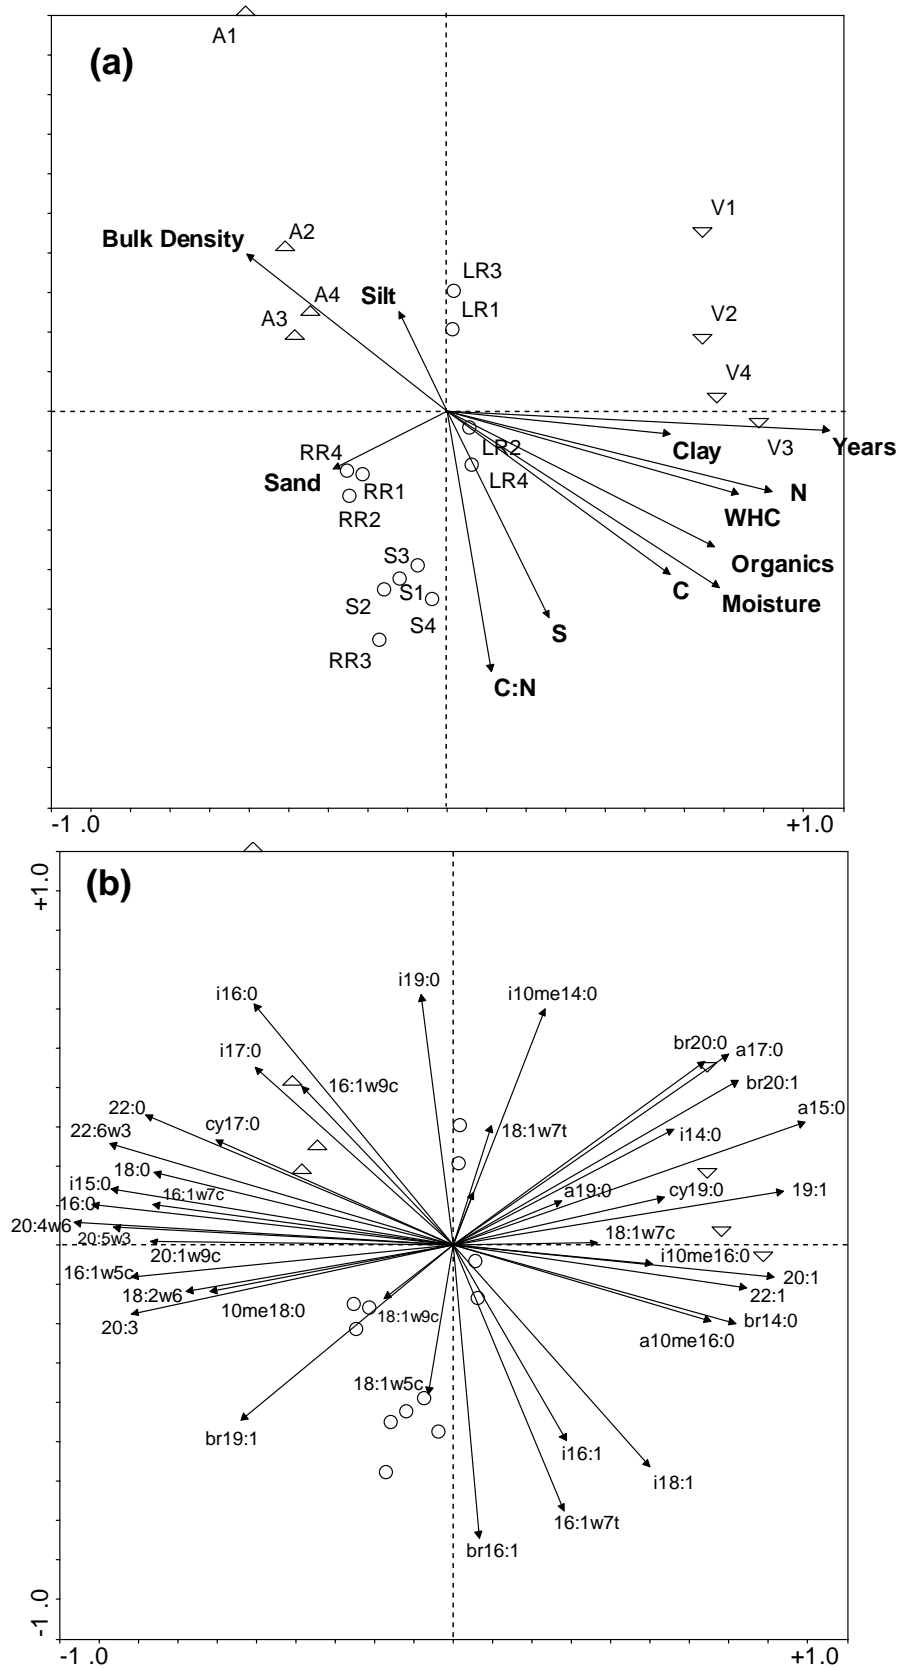 A1
(a)
V1
A2
Bulk Density
LR3
Silt
A4
LR1
V2
A3
V4
LR2
V3
Years
Clay
RR4
Sand
RR1
LR4
N
RR2
WHC
S3
Organics
S1
C
S2
Moisture
S4
S
RR3
C:N
-1 .0
+1.0
(b)
+1.0
i19:0
i16:0
i10me14:0
br20:0
a17:0
i17:0
16:1w9c
br20:1
22:0
a15:0
cy17:0
22:6w3
18:1w7t
i14:0
18:0
i15:0
16:1w7c
a19:0
cy19:0
19:1
16:0
20:4w6
20:5w3
18:1w7c
20:1w9c
i10me16:0
16:1w5c
20:1
18:2w6
22:1
10me18:0
18:1w9c
20:3
br14:0
a10me16:0
18:1w5c
br19:1
i16:1
i18:1
16:1w7t
br16:1
-1 .0
-1 .0
+1.0